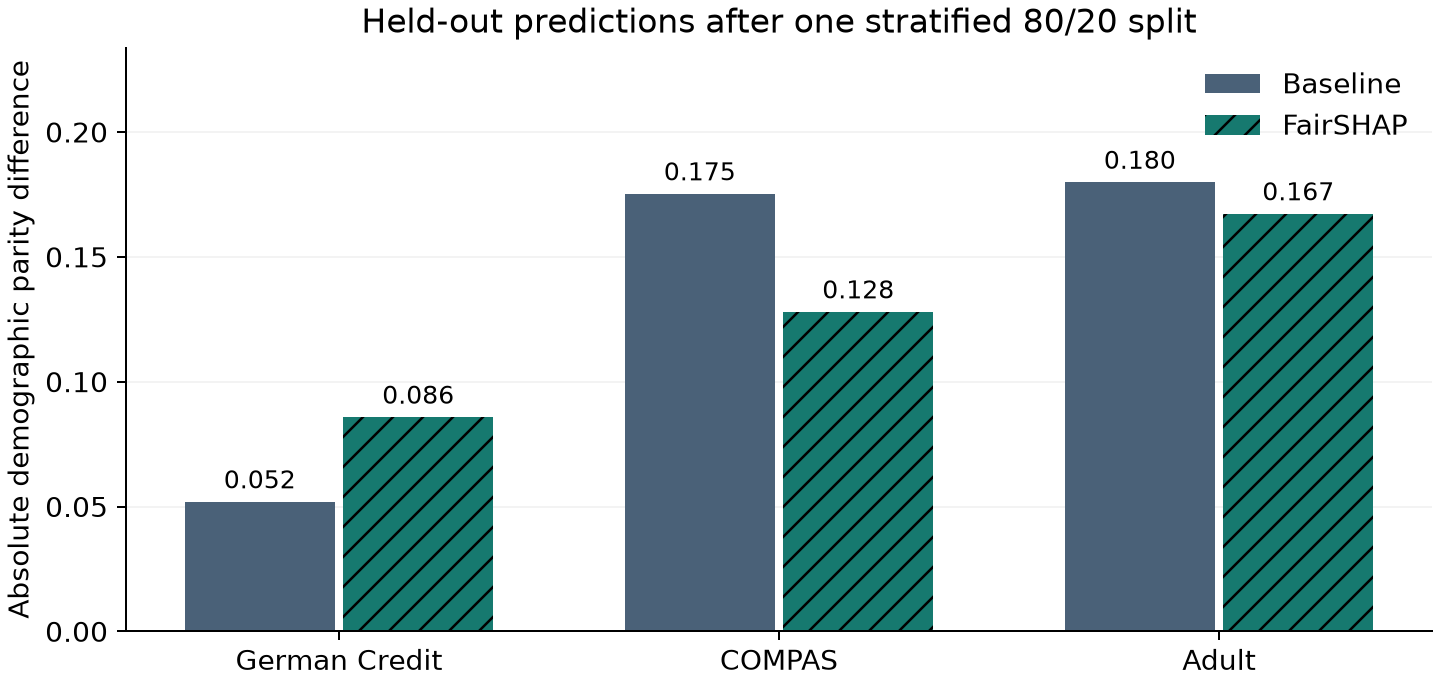 Held-out predictions after one stratified 80/20 split
Absolute demographic parity difference
0.20
0.15
0.10
0.05
0.00
Baseline
FairSHAP
0.052
0.086
0.175
0.128
0.180
0.167
German Credit
COMPAS
Adult